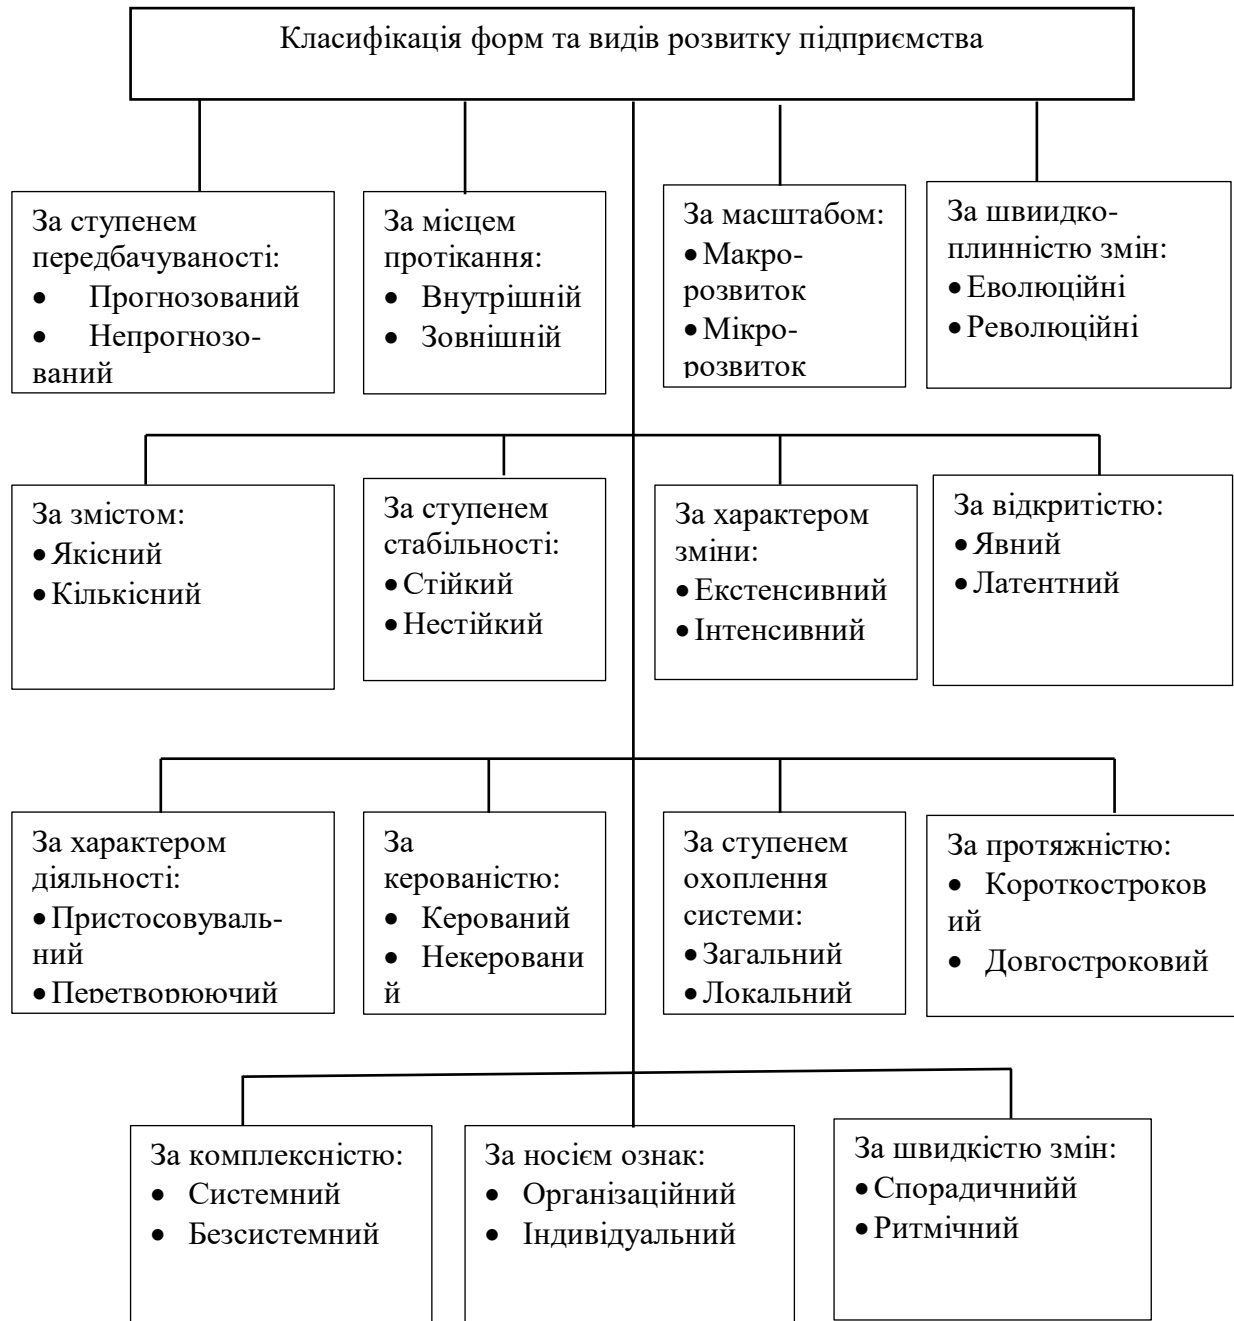 Класифікація форм та видів розвитку підприємства
За ступенем
передбачуваності:
• Прогнозований
• Непрогнозо-
ваний
За місцем
протікання:
• Внутрішній
• Зовнішній
За масштабом:
• Макро-
розвиток
• Мікро-
розвиток
За швиидко-
плинністю змін:
• Еволюційні
• Революційні
За змістом:
• Якісний
• Кількісний
За ступенем
стабільності:
• Стійкий
• Нестійкий
За характером
зміни:
• Екстенсивний
• Інтенсивний
За відкритістю:
• Явний
• Латентний
За характером
діяльності:
• Пристосовуваль-
ний
• Перетворюючий
За
керованістю:
• Керований
• Некеровани
й
За ступенем
охоплення
системи:
• Загальний
• Локальний
За протяжністю:
• Короткостроков
ий
• Довгостроковий
За комплексністю:
• Системний
• Безсистемний
За носієм ознак:
• Організаційний
• Індивідуальний
За швидкістю змін:
• Спорадичнийй
• Ритмічний